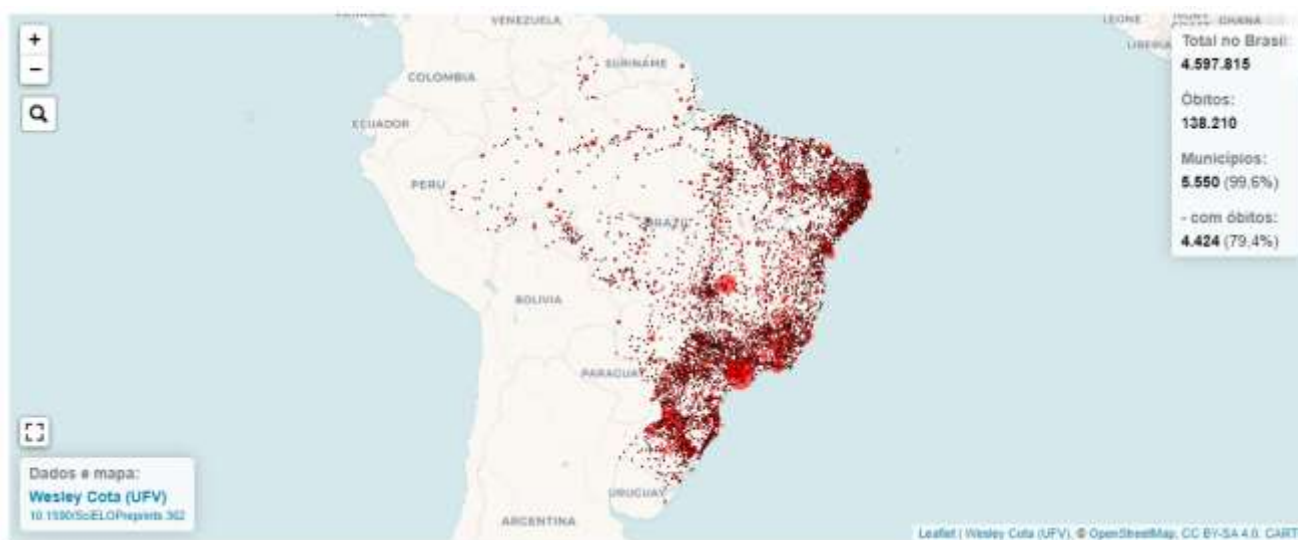 VENEZUELA
LEONE
GHANA
LIBERIA
SURINAME
COLOMBIA
ECUADOR
PERU
BRAZIL
BOLIVIA
PARAGUAY
URUGUAY
ARGENTINA
+
−
Total no Brasil:
4.597.815
Óbitos:
138.210
Municípios:
5.550 (99,6%)
- com óbitos:
4.424 (79,4%)
Dados e mapa:
Wesley Cota (UFV)
10.1590/SciELOPreprints.362
Leaflet | Wesley Cota (UFV), © OpenStreetMap, CC BY-SA 4.0, CART